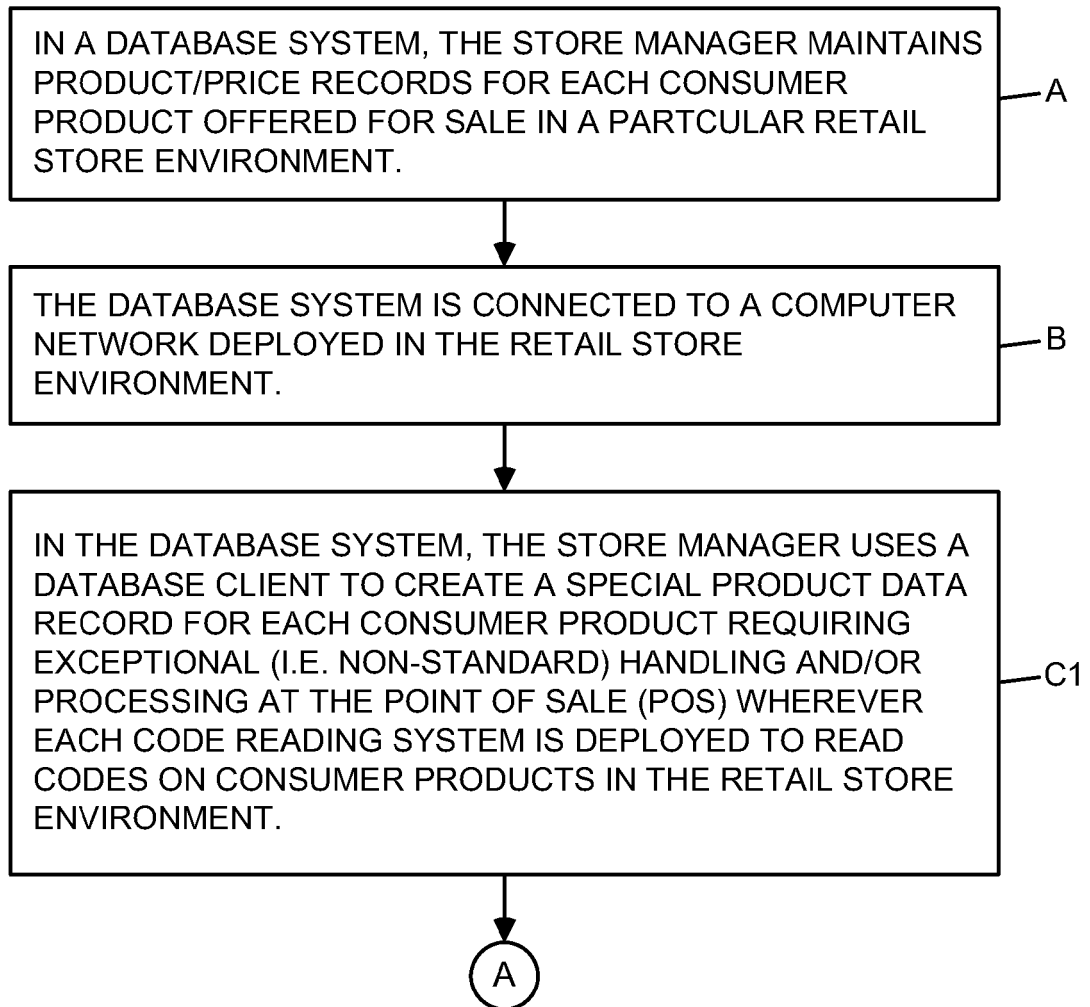 IN A DATABASE SYSTEM, THE STORE MANAGER MAINTAINS
PRODUCT/PRICE RECORDS FOR EACH CONSUMER
PRODUCT OFFERED FOR SALE IN A PARTCULAR RETAIL
STORE ENVIRONMENT.
A
THE DATABASE SYSTEM IS CONNECTED TO A COMPUTER
NETWORK DEPLOYED IN THE RETAIL STORE
ENVIRONMENT.
B
IN THE DATABASE SYSTEM, THE STORE MANAGER USES A
DATABASE CLIENT TO CREATE A SPECIAL PRODUCT DATA
RECORD FOR EACH CONSUMER PRODUCT REQUIRING
EXCEPTIONAL (I.E. NON-STANDARD) HANDLING AND/OR
PROCESSING AT THE POINT OF SALE (POS) WHEREVER
EACH CODE READING SYSTEM IS DEPLOYED TO READ
CODES ON CONSUMER PRODUCTS IN THE RETAIL STORE
ENVIRONMENT.
C1
A